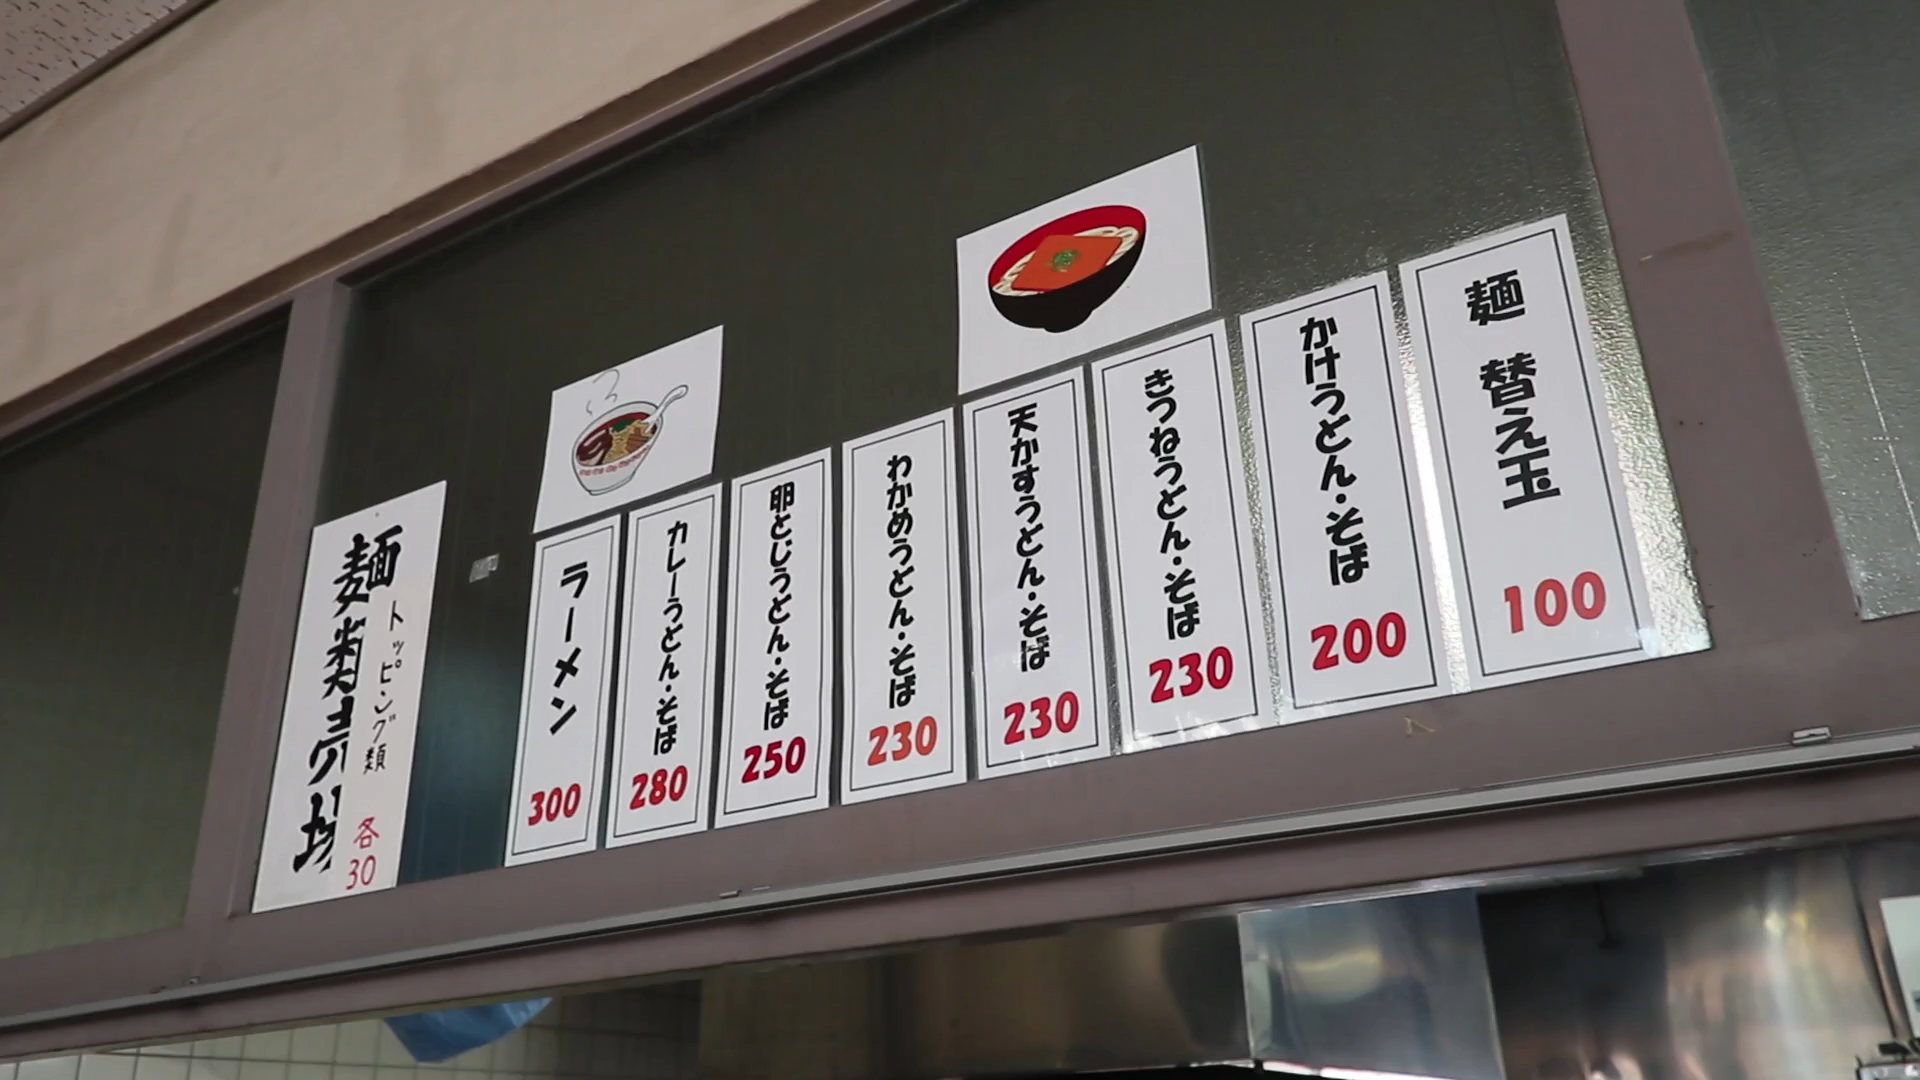 麺 替え玉
100
かけうどん・そば
200
きつねうどん・そば
230
天かすうどん・そば
230
わかめうどん・そば
230
卵とじうどん・そば
250
カレーうどん・そば
280
ラーメン
300
麺類売場
トッピング類 各30